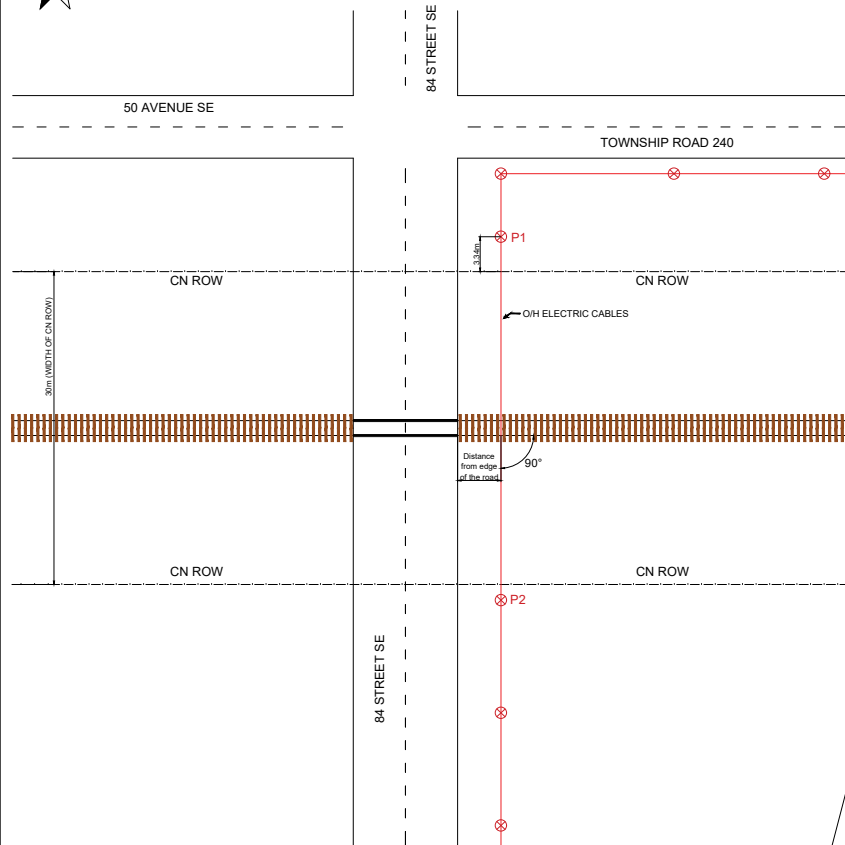 84 STREET SE
50 AVENUE SE
TOWNSHIP ROAD 240
P1
3.34m
CN ROW
CN ROW
30m (WIDTH OF CN ROW)
O/H ELECTRIC CABLES
Distance
from edge
of the road
90°
CN ROW
CN ROW
P2
84 STREET SE